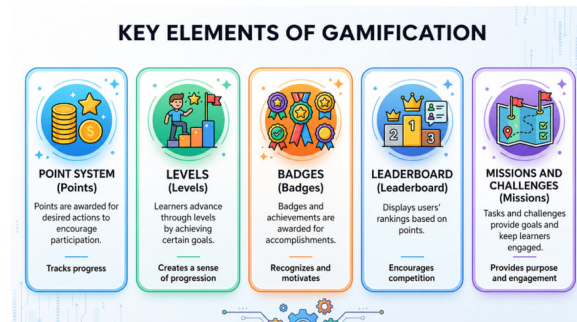 KEY ELEMENTS OF GAMIFICATION
POINT SYSTEM
(Points)
Points are awarded for
desired actions to
encourage
participation.
Tracks progress
LEVELS
(Levels)
Learners advance
through levels
by achieving
certain goals.
Creates a sense
of progression
BADGES
(Badges)
Badges and
achievements are
awarded for
accomplishments.
Recognizes and
motivates
LEADERBOARD
(Leaderboard)
2
1
3
Displays users'
rankings based on
points.
Encourages
competition
MISSIONS AND
CHALLENGES
(Missions)
Tasks and challenges
provide goals and
keep learners
engaged.
Provides purpose
and engagement